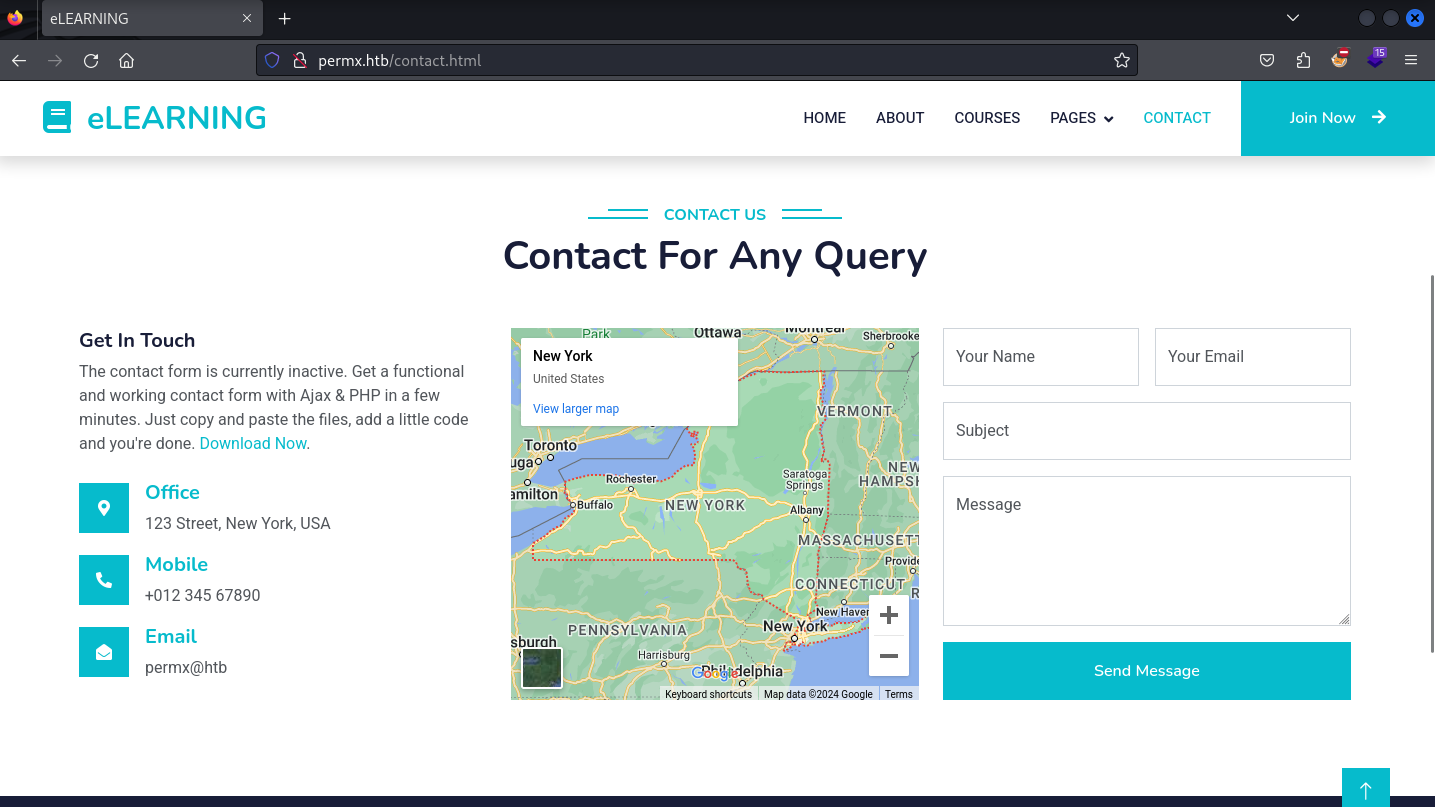 eLEARNING
permx.htb/contact.html
15
eLEARNING
HOME
ABOUT
COURSES
PAGES
CONTACT
Join Now
CONTACT US
Contact For Any Query
Get In Touch
The contact form is currently inactive. Get a functional
and working contact form with Ajax & PHP in a few
minutes. Just copy and paste the files, add a little code
and you're done. Download Now.
Office
123 Street, New York, USA
Mobile
+012 345 67890
Email
permx@htb
New York
United States
View larger map
Park
Ottawa
Montreal
Sherbrooke
VERMONT
Toronto
uga
Rochester
Saratoga
Springs
NEW
HAMPSH
amilton
Buffalo
NEW YORK
Albany
MASSACHUSETT
Provide
CONNECTICUT
R
New Haven
New York
PENNSYLVANIA
sburgh
Harrisburg
Philadelphia
Google
Keyboard shortcuts
Map data ©2024 Google
Terms
Your Name
Your Email
Subject
Message
Send Message